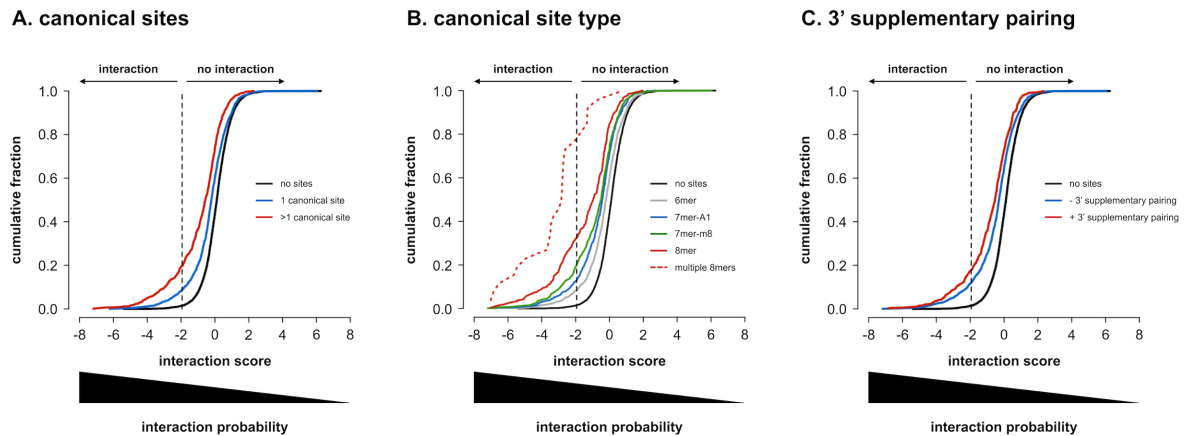 A. canonical sites
interaction
no interaction
cumulative fraction
1.0
0.8
0.6
0.4
0.2
0.0
no sites
1 canonical site
>1 canonical site
-8 -6 -4 -2 0 2 4 6 8
interaction score
interaction probability
B. canonical site type
interaction
no interaction
cumulative fraction
1.0
0.8
0.6
0.4
0.2
0.0
no sites
6mer
7mer-A1
7mer-m8
8mer
multiple 8mers
-8 -6 -4 -2 0 2 4 6 8
interaction score
interaction probability
C. 3’ supplementary pairing
interaction
no interaction
cumulative fraction
1.0
0.8
0.6
0.4
0.2
0.0
no sites
- 3’ supplementary pairing
+ 3’ supplementary pairing
-8 -6 -4 -2 0 2 4 6 8
interaction score
interaction probability